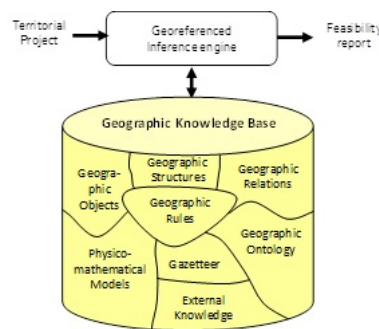 Territorial
Project
Georeferenced
Inference engine
Feasibility
report
Geographic Knowledge Base
Geogra-
phic
Objects
Geographic
Structures
Geographic
Relations
Geographic
Rules
Physico-
mathematical
Models
Gazetteer
Geographic
Ontology
External
Knowledge